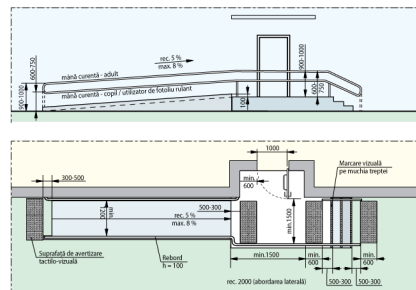 rec. 5 %
max. 8 %
mână curentă - adult
mână curentă - copil / utilizator de fotoliu rulant
900-1000
600-750
100
900-1000
600-
750
1000
min.
600
Marcare vizuală
pe muchia treptei
300-500
min.
1200
500-300
rec. 5 %
max. 8 %
min.1500
500-300
Suprafață de avertizare
tactilo-vizuală
Rebord
h = 100
min.1500
min.
600
min.
600
rec. 2000 (abordarea laterală)
500-300
500-300